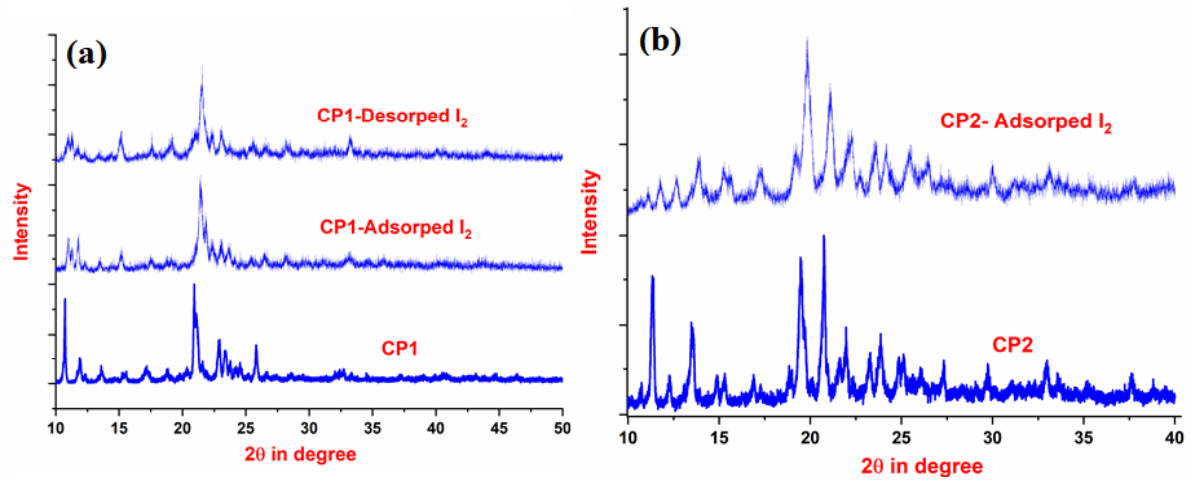 (a)
CP1-Desorped I2
CP1-Adsorped I2
CP1
Intensity
10 15 20 25 30 35 40 45 50
2θ in degree
(b)
CP2- Adsorped I2
CP2
Intensity
10 15 20 25 30 35 40
2θ in degree